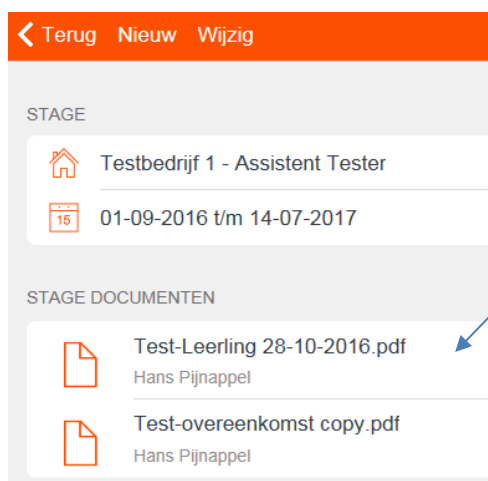 Terug Nieuw Wijzig
STAGE
Testbedrijf 1 - Assistent Tester
15 01-09-2016 t/m 14-07-2017
STAGE DOCUMENTEN
Test-Leerling 28-10-2016.pdf
Hans Pijnappel
Test-overeenkomst copy.pdf
Hans Pijnappel